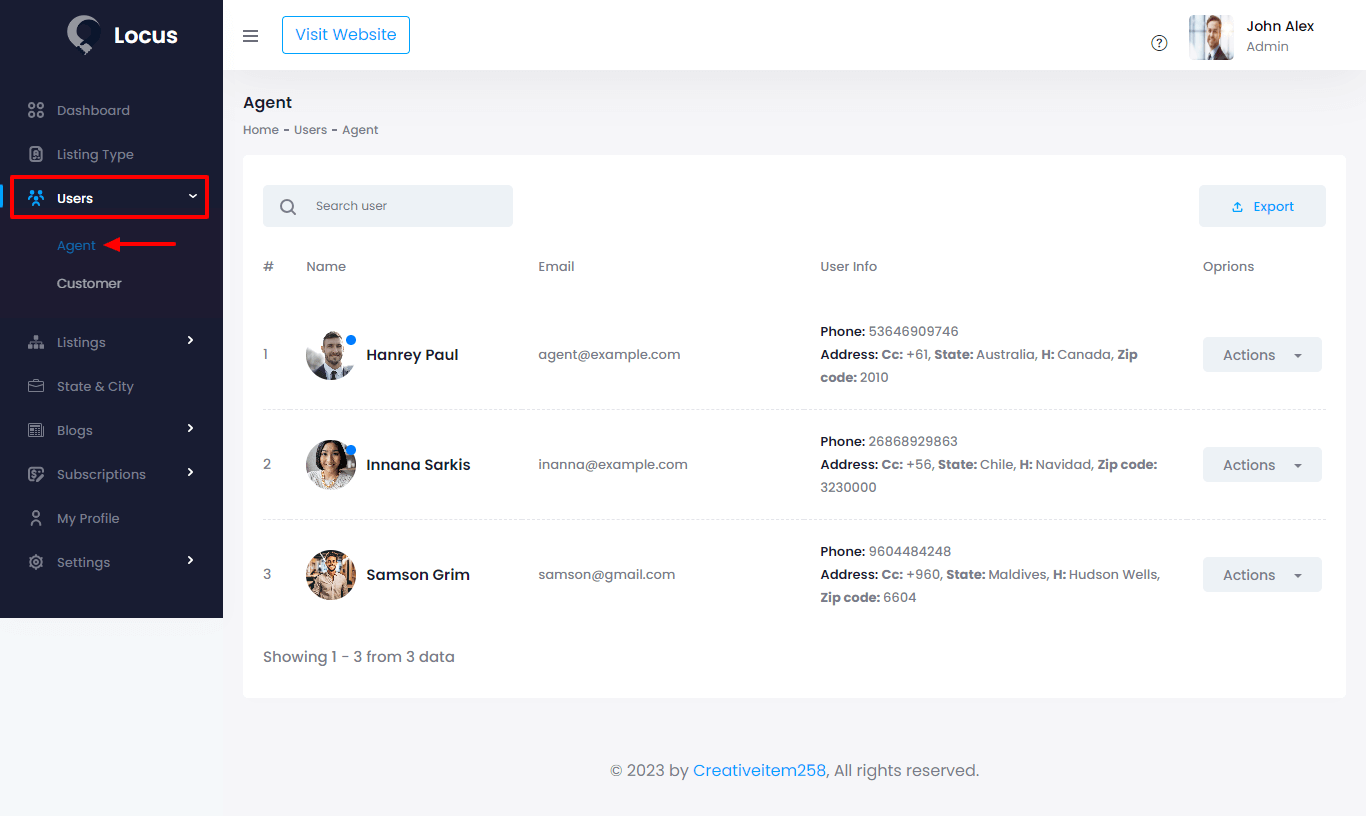 Locus
Visit Website
John Alex
Admin
Dashboard
Listing Type
Users
Agent
Customer
Listings
State & City
Blogs
Subscriptions
My Profile
Settings
Agent
Home - Users - Agent
Search user
Export
# Name Email User Info Oprions
1 Hanrey Paul agent@example.com
Phone: 53646909746
Address: Cc: +61, State: Australia, H: Canada, Zip
code: 2010
Actions
2 Innana Sarkis inanna@example.com
Phone: 26868929863
Address: Cc: +56, State: Chile, H: Navidad, Zip code:
3230000
Actions
3 Samson Grim samson@gmail.com
Phone: 9604484248
Address: Cc: +960, State: Maldives, H: Hudson Wells,
Zip code: 6604
Actions
Showing 1 - 3 from 3 data
© 2023 by Creativeitem258, All rights reserved.